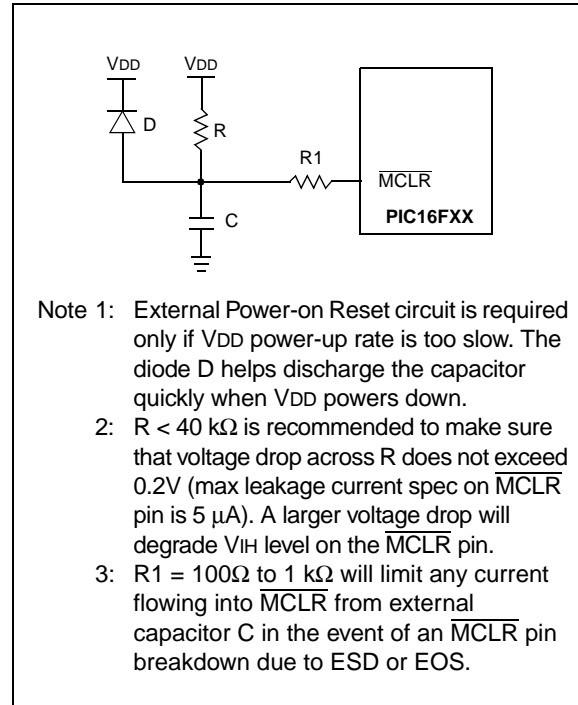 VDD VDD
D
R
R1
M̅C̅L̅R̅
C
PIC16FXX
Note 1: External Power-on Reset circuit is required
only if VDD power-up rate is too slow. The
diode D helps discharge the capacitor
quickly when VDD powers down.
2: R < 40 kΩ is recommended to make sure
that voltage drop across R does not exceed
0.2V (max leakage current spec on M̅C̅L̅R̅
pin is 5 μA). A larger voltage drop will
degrade VIH level on the M̅C̅L̅R̅ pin.
3: R1 = 100Ω to 1 kΩ will limit any current
flowing into M̅C̅L̅R̅ from external
capacitor C in the event of an M̅C̅L̅R̅ pin
breakdown due to ESD or EOS.